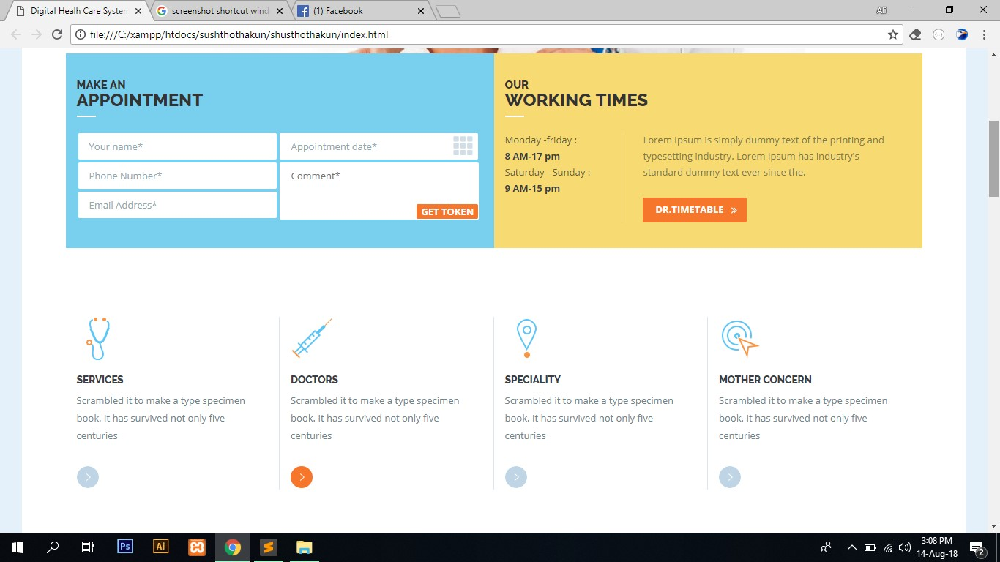 Digital Healh Care System
screenshot shortcut wind
(1) Facebook
Ali
file:///C:/xampp/htdocs/sushthothakun/shusthothakun/index.html
MAKE AN
APPOINTMENT
Your name*
Appointment date*
Phone Number*
Comment*
Email Address*
GET TOKEN
OUR
WORKING TIMES
Monday -friday :
8 AM-17 pm
Saturday - Sunday :
9 AM-15 pm
Lorem Ipsum is simply dummy text of the printing and
typesetting industry. Lorem Ipsum has industry's
standard dummy text ever since the.
DR.TIMETABLE
SERVICES
Scrambled it to make a type specimen
book. It has survived not only five
centuries
DOCTORS
Scrambled it to make a type specimen
book. It has survived not only five
centuries
SPECIALITY
Scrambled it to make a type specimen
book. It has survived not only five
centuries
MOTHER CONCERN
Scrambled it to make a type specimen
book. It has survived not only five
centuries
Ps
Ai
3:08 PM
14-Aug-18
2